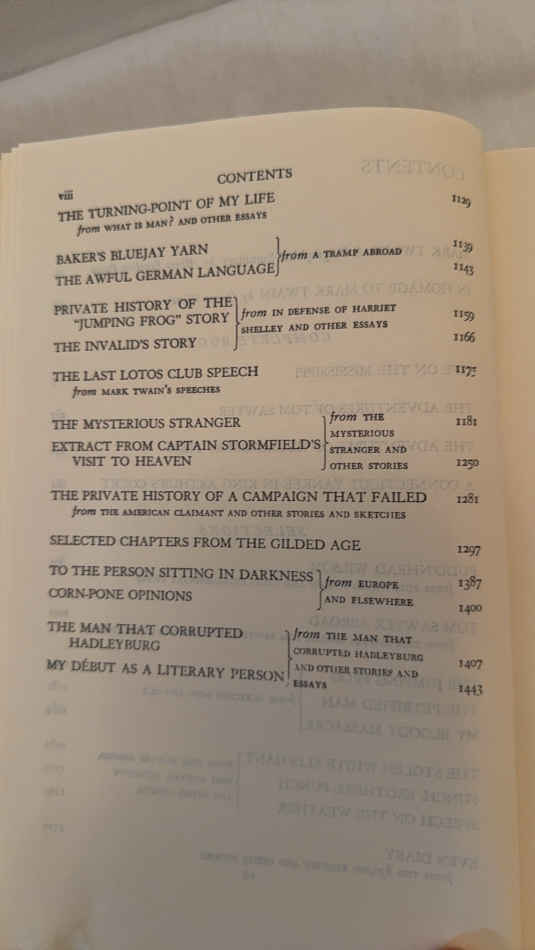 CONTENTS
viii
THE TURNING-POINT OF MY LIFE 1129
from WHAT IS MAN? AND OTHER ESSAYS
BAKER'S BLUEJAY YARN 1139
from A TRAMP ABROAD
THE AWFUL GERMAN LANGUAGE 1143
PRIVATE HISTORY OF THE
"JUMPING FROG" STORY 1159
from IN DEFENSE OF HARRIET
SHELLEY AND OTHER ESSAYS
THE INVALID'S STORY 1166
THE LAST LOTOS CLUB SPEECH 1175
from MARK TWAIN'S SPEECHES
THE MYSTERIOUS STRANGER 1181
from THE
MYSTERIOUS
STRANGER AND
OTHER STORIES
EXTRACT FROM CAPTAIN STORMFIELD'S
VISIT TO HEAVEN 1250
THE PRIVATE HISTORY OF A CAMPAIGN THAT FAILED 1281
from THE AMERICAN CLAIMANT AND OTHER STORIES AND SKETCHES
SELECTED CHAPTERS FROM THE GILDED AGE 1297
TO THE PERSON SITTING IN DARKNESS 1387
from EUROPE
AND ELSEWHERE
CORN-PONE OPINIONS 1400
THE MAN THAT CORRUPTED
HADLEYBURG 1407
from THE MAN THAT
CORRUPTED HADLEYBURG
AND OTHER STORIES AND
ESSAYS
MY DÉBUT AS A LITERARY PERSON 1443